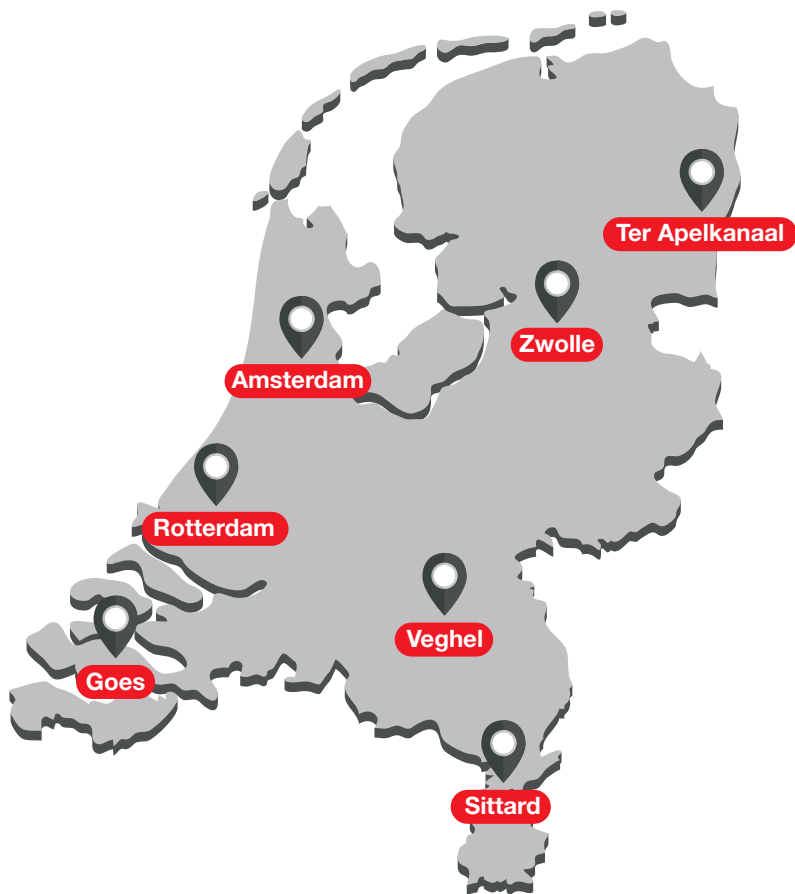 Ter Apelkanaal
Zwolle
Amsterdam
Rotterdam
Veghel
Goes
Sittard